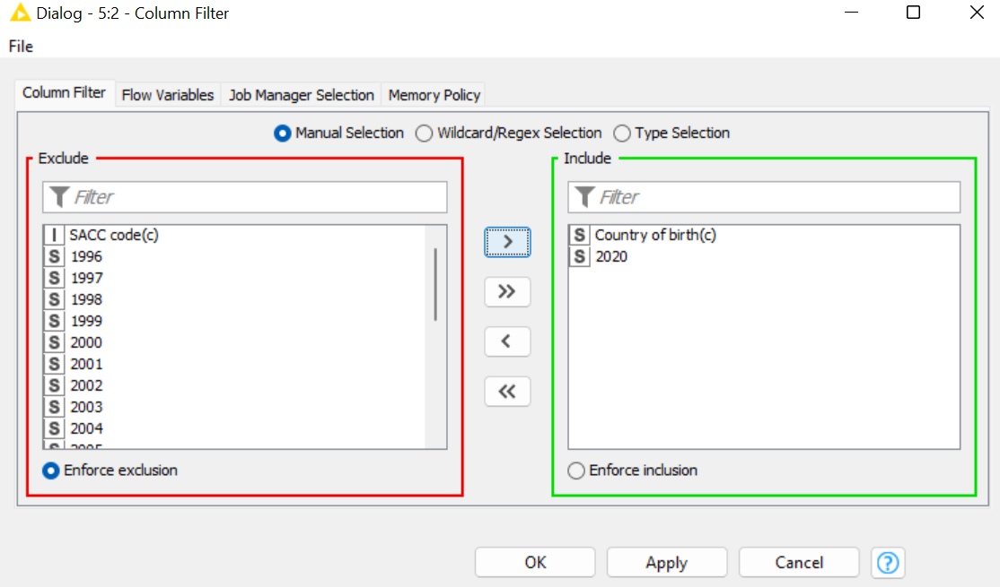 Dialog - 5:2 - Column Filter
File
Column Filter Flow Variables Job Manager Selection Memory Policy
Manual Selection Wildcard/Regex Selection Type Selection
Exclude
Include
Filter
Filter
I SACC code(c)
S 1996
S 1997
S 1998
S 1999
S 2000
S 2001
S 2002
S 2003
S 2004
S Country of birth(c)
S 2020
>
>>
<
<<
Enforce exclusion
Enforce inclusion
OK Apply Cancel ?